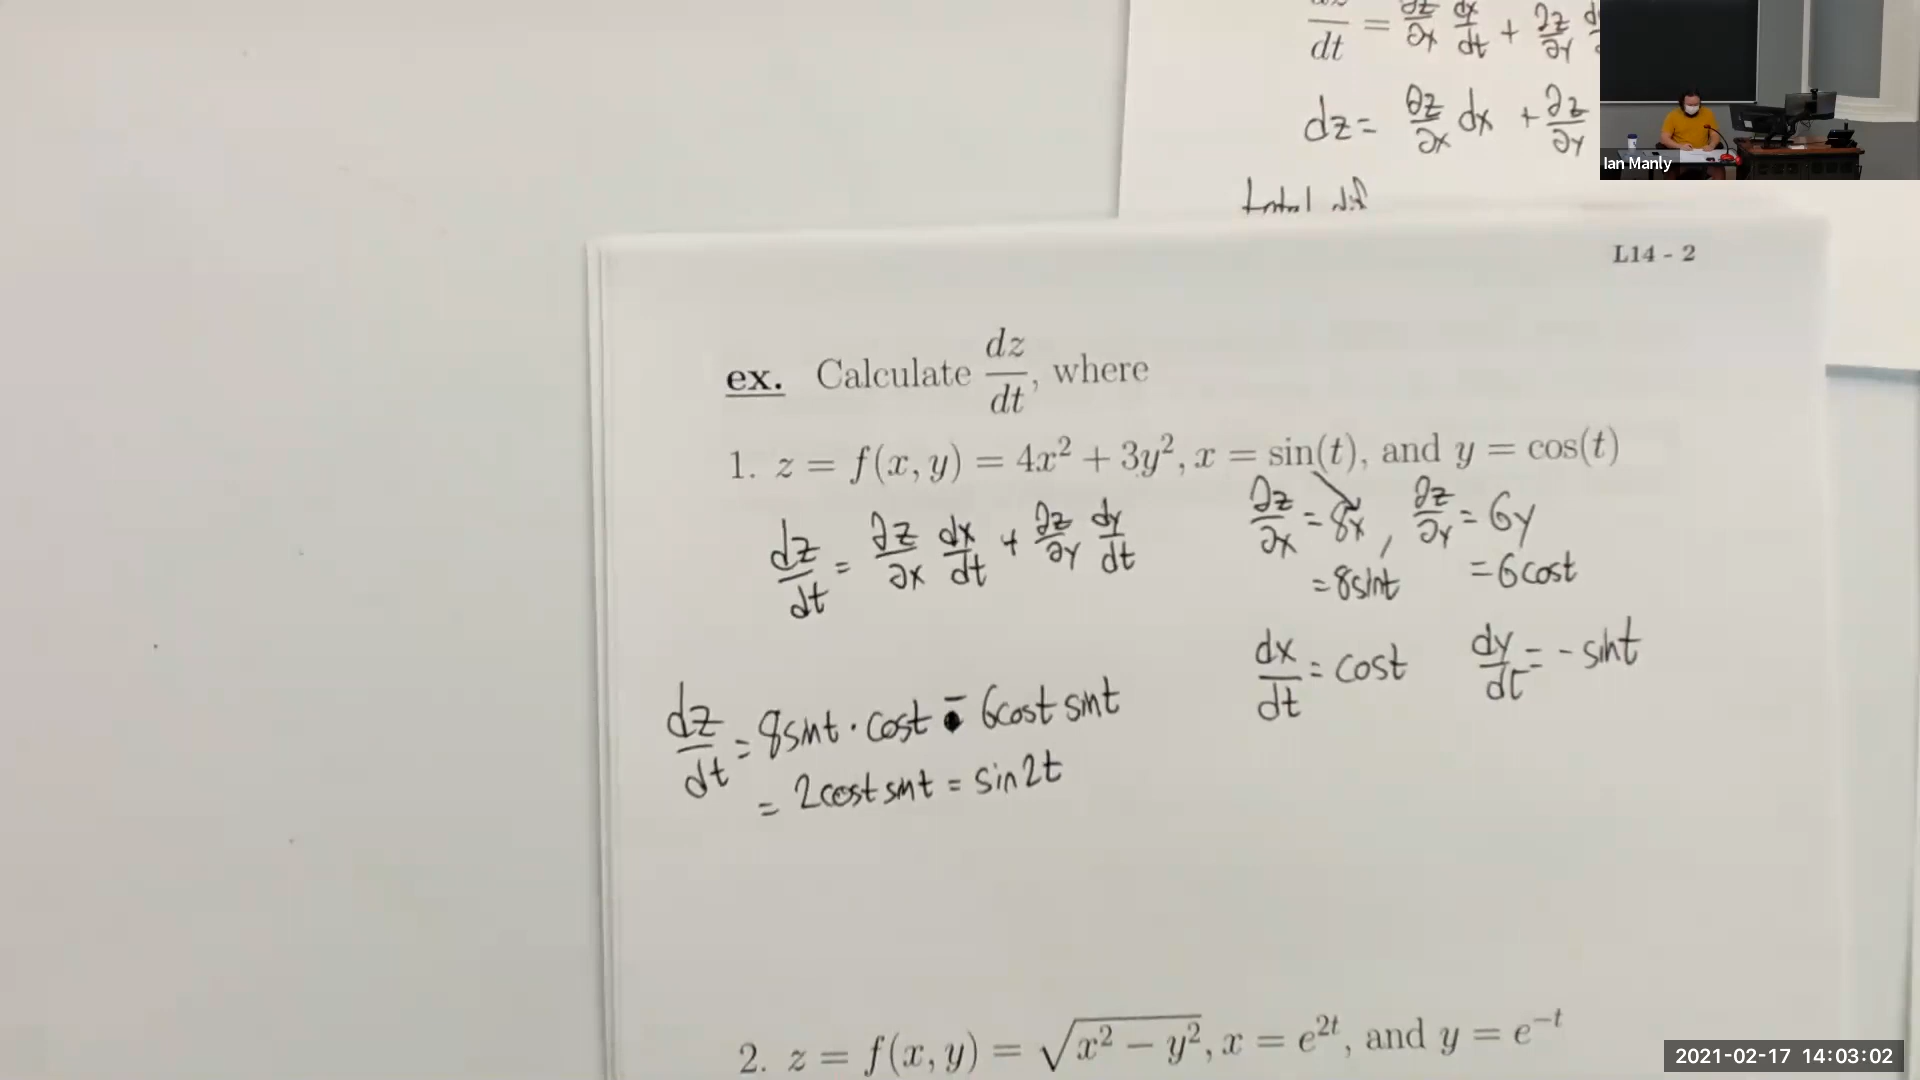 dt = ∂z/∂x dx/dt + ∂z/∂y
dz = ∂z/∂x dx + ∂z/∂y
Ian Manly
total
L14 - 2
ex. Calculate dz/dt, where
1. z = f(x, y) = 4x² + 3y², x = sin(t), and y = cos(t)
dz/dt = ∂z/∂x dx/dt + ∂z/∂y dy/dt
∂z/∂x = 8x, ∂z/∂y = 6y
= 8sint = 6cost
dx/dt = cost dy/dt = - sint
dz/dt = 8sint · cost - 6cost sint
= 2cost sint = sin2t
2. z = f(x, y) = √(x² − y²), x = e^(2t), and y = e^(−t)
2021-02-17 14:03:02